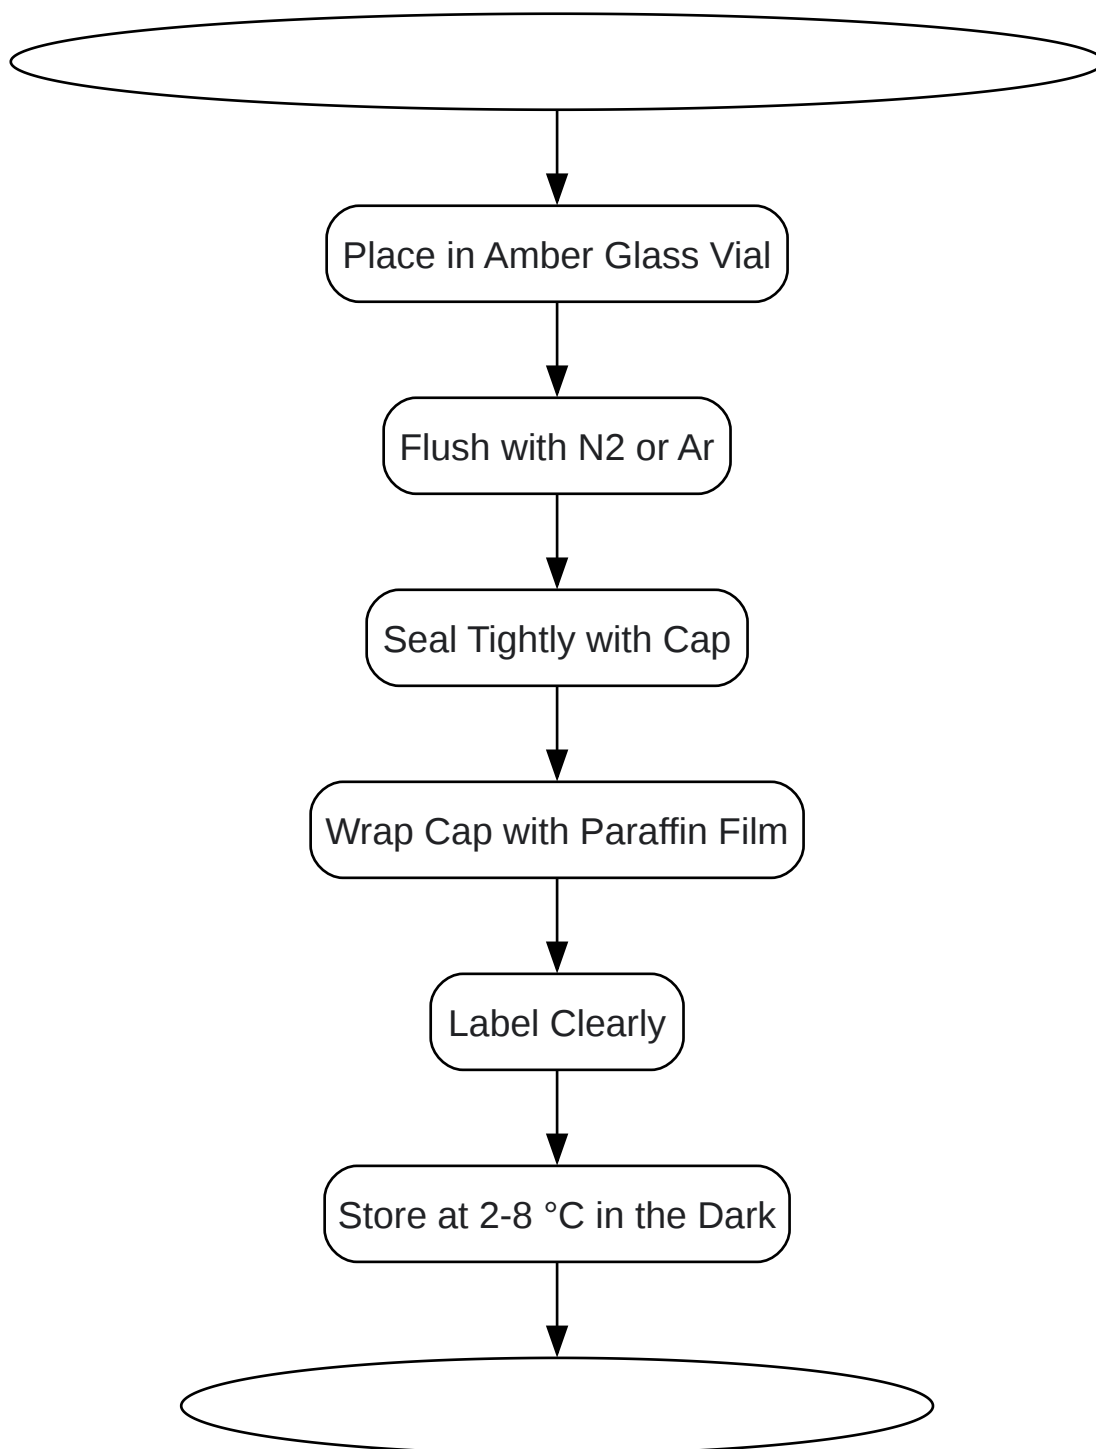 Place in Amber Glass Vial
Flush with N2 or Ar
Seal Tightly with Cap
Wrap Cap with Paraffin Film
Label Clearly
Store at 2-8 °C in the Dark